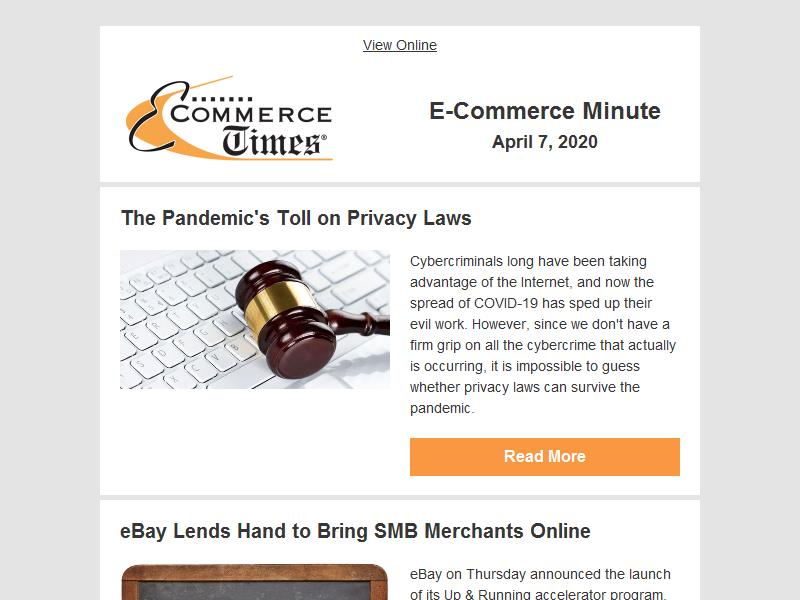 View Online
E-COMMERCE
Times®
E-Commerce Minute
April 7, 2020
The Pandemic's Toll on Privacy Laws
Cybercriminals long have been taking
advantage of the Internet, and now the
spread of COVID-19 has sped up their
evil work. However, since we don't have a
firm grip on all the cybercrime that actually
is occurring, it is impossible to guess
whether privacy laws can survive the
pandemic.
Read More
eBay Lends Hand to Bring SMB Merchants Online
eBay on Thursday announced the launch
of its Up & Running accelerator program.